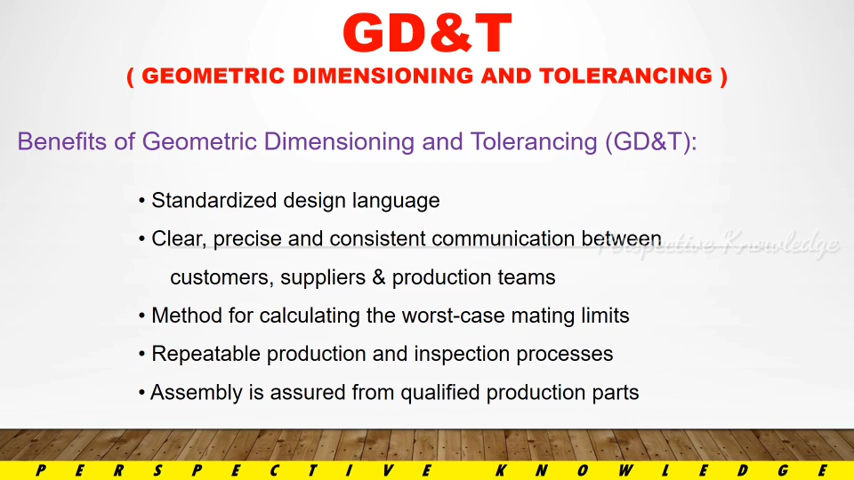 GD&T
( GEOMETRIC DIMENSIONING AND TOLERANCING )
Benefits of Geometric Dimensioning and Tolerancing (GD&T):
• Standardized design language
• Clear, precise and consistent communication between
customers, suppliers & production teams
Perspective Knowledge
• Method for calculating the worst-case mating limits
• Repeatable production and inspection processes
• Assembly is assured from qualified production parts
PERSPECTIVE KNOWLEDGE